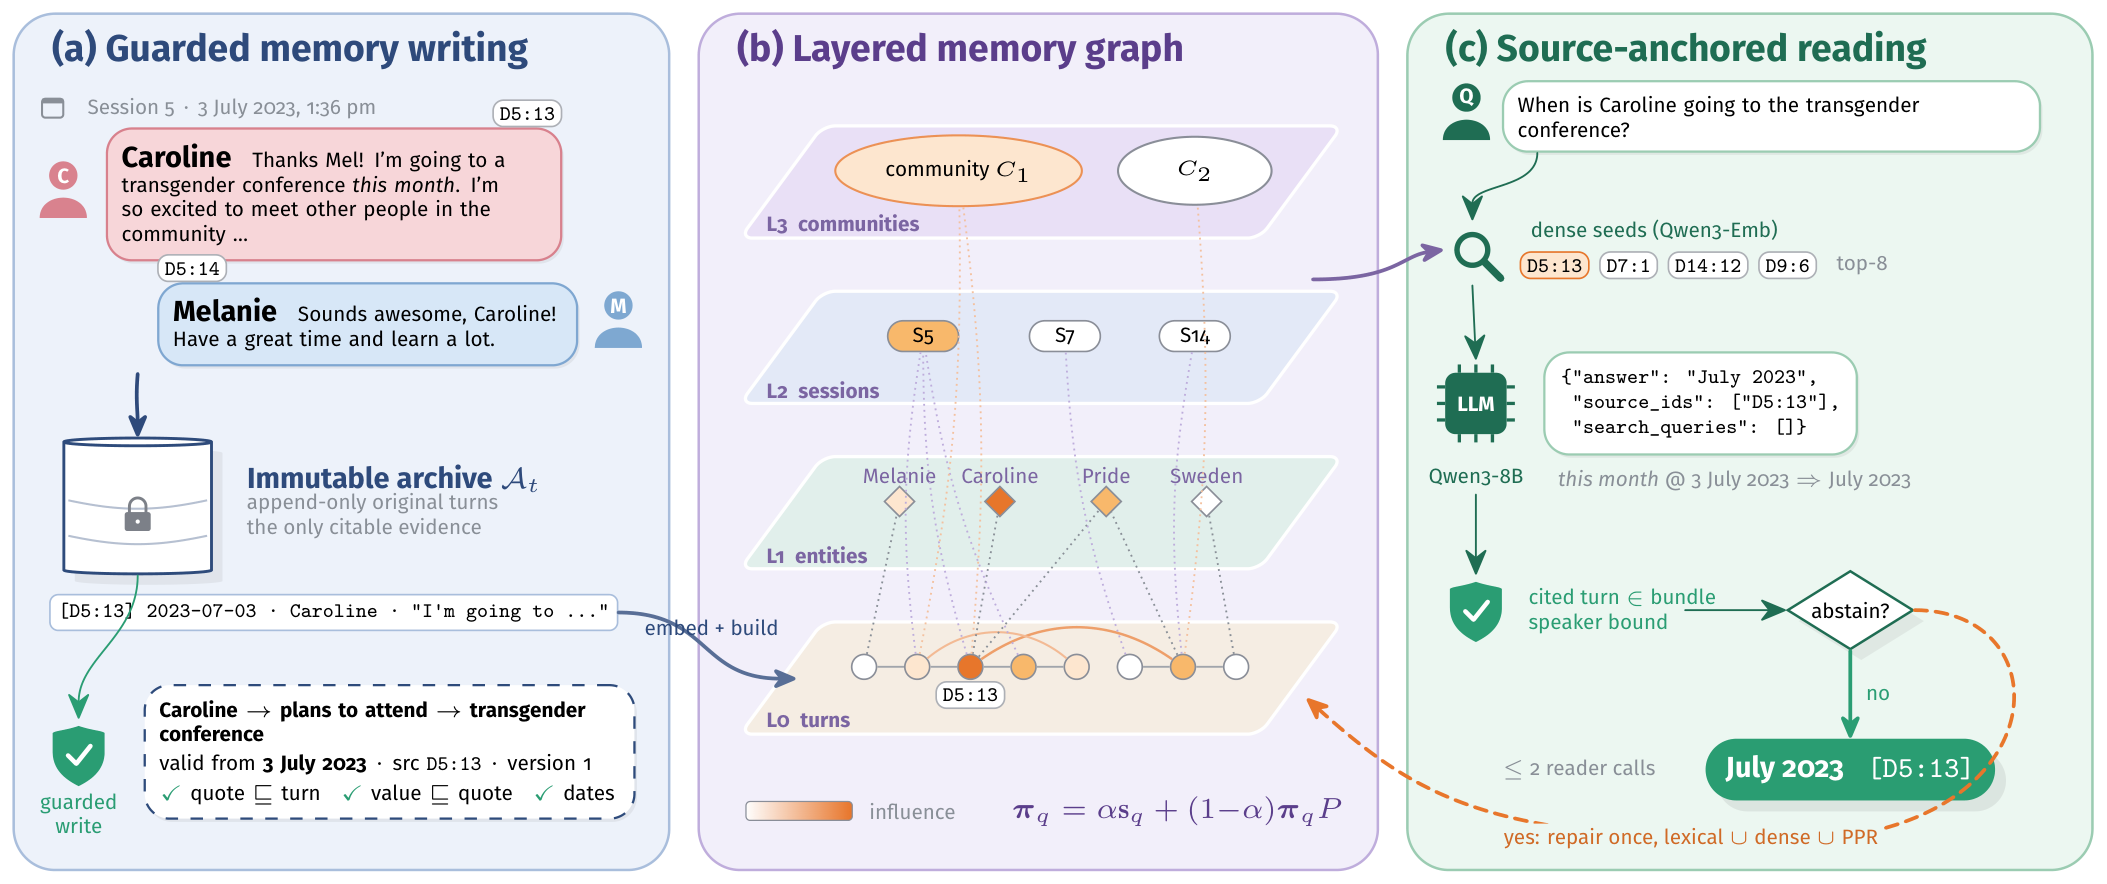 (a) Guarded memory writing
Session 5 · 3 July 2023, 1:36 pm
D5:13
C
Caroline Thanks Mel! I'm going to a
transgender conference this month. I'm
so excited to meet other people in the
community ...
D5:14
Melanie Sounds awesome, Caroline!
Have a great time and learn a lot.
M
Immutable archive 𝒜ₜ
append-only original turns
the only citable evidence
[D5:13] 2023-07-03 · Caroline · "I'm going to ..."
embed + build
Caroline → plans to attend → transgender
conference
valid from 3 July 2023 · src D5:13 · version 1
✓ quote ⊑ turn ✓ value ⊑ quote ✓ dates
guarded
write
(b) Layered memory graph
community C₁
C₂
L3 communities
S5
S7
S14
L2 sessions
Melanie
Caroline
Pride
Sweden
L1 entities
D5:13
L0 turns
influence
π_q = αs_q + (1−α)π_q P
(c) Source-anchored reading
Q
When is Caroline going to the transgender
conference?
dense seeds (Qwen3-Emb)
D5:13 D7:1 D14:12 D9:6 top-8
LLM
{"answer": "July 2023",
"source_ids": ["D5:13"],
"search_queries": []}
Qwen3-8B
this month @ 3 July 2023 ⇒ July 2023
cited turn ∈ bundle
speaker bound
abstain?
no
≤ 2 reader calls
July 2023 [D5:13]
yes: repair once, lexical ∪ dense ∪ PPR